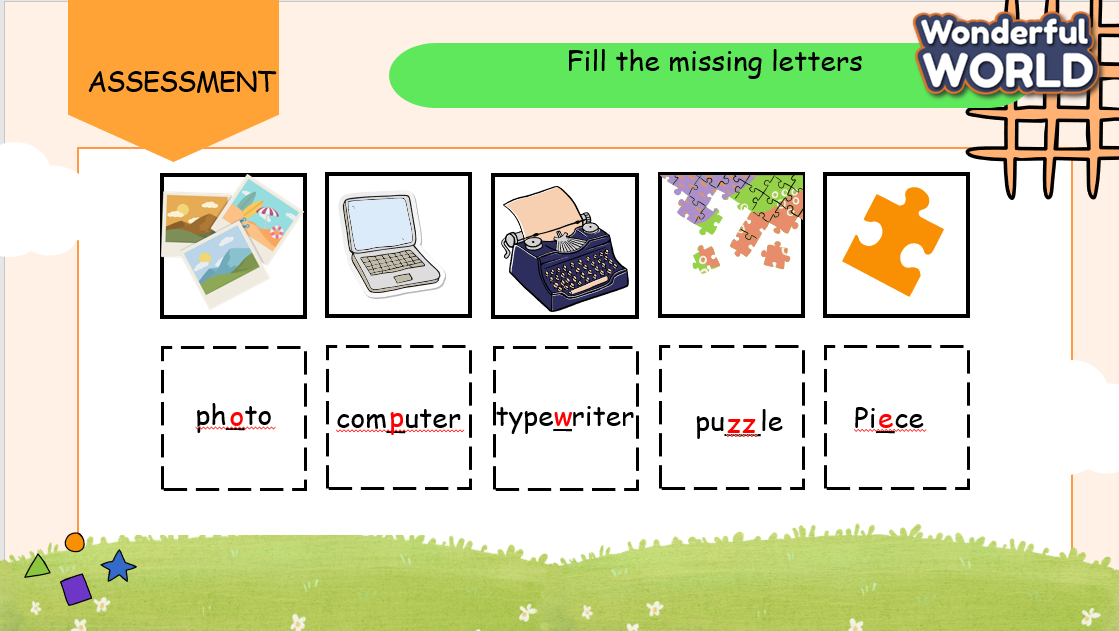 ASSESSMENT
Fill the missing letters
Wonderful
WORLD
photo
computer
typewriter
puzzle
Piece